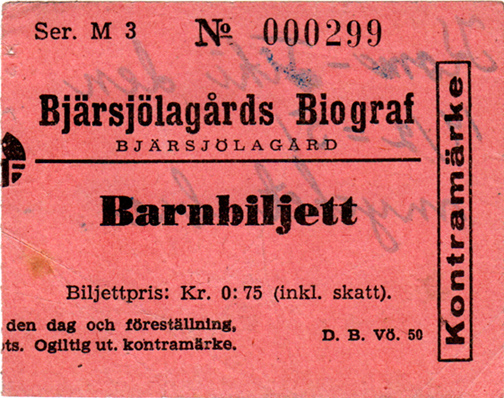 Ser. M 3 No 000299
Bjärsjölagårds Biograf
BJÄRSJÖLAGÅRD
Barnbiljett
Biljettpris: Kr. 0:75 (inkl. skatt).
den dag och föreställning,
ts. Ogiltig ut. kontramärke.
D. B. Vö. 50
Kontramärke